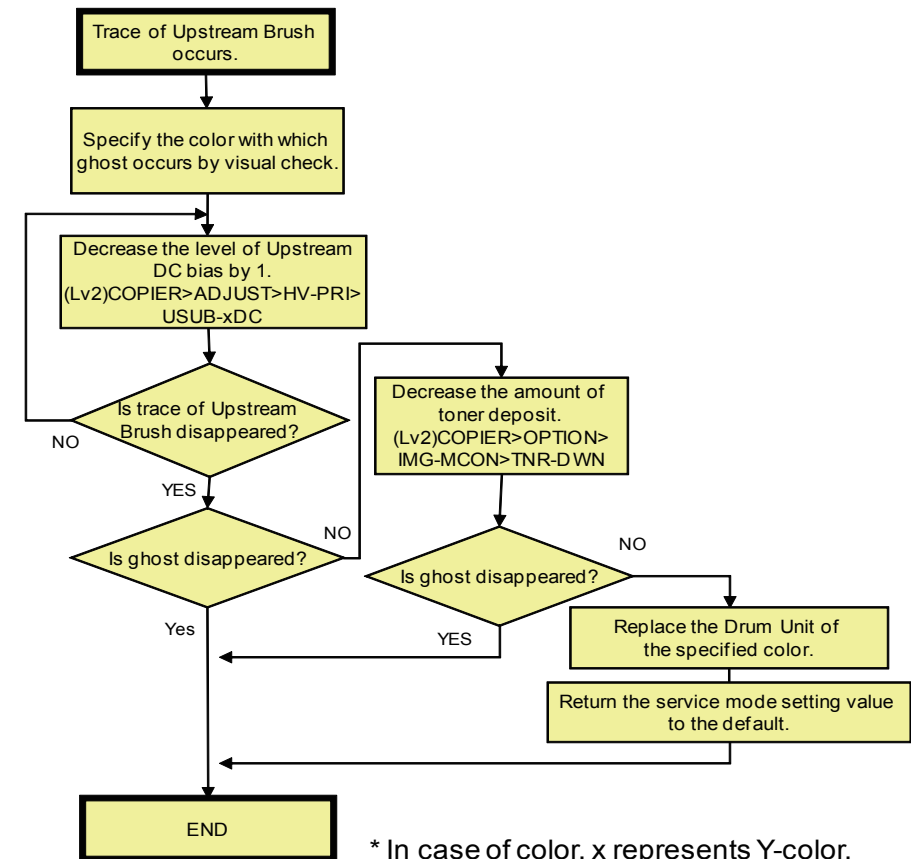 Trace of Upstream Brush
occurs.
Specify the color with which
ghost occurs by visual check.
Decrease the level of Upstream
DC bias by 1.
(Lv2)COPIER>ADJUST>HV-PRI>
USUB-xDC
Is trace of Upstream
Brush disappeared?
NO
YES
Is ghost disappeared?
NO
Yes
Decrease the amount of
toner deposit.
(Lv2)COPIER>OPTION>
IMG-MCON>TNR-DWN
Is ghost disappeared?
NO
YES
Replace the Drum Unit of
the specified color.
Return the service mode setting value
to the default.
END
* In case of color, x represents Y-color.